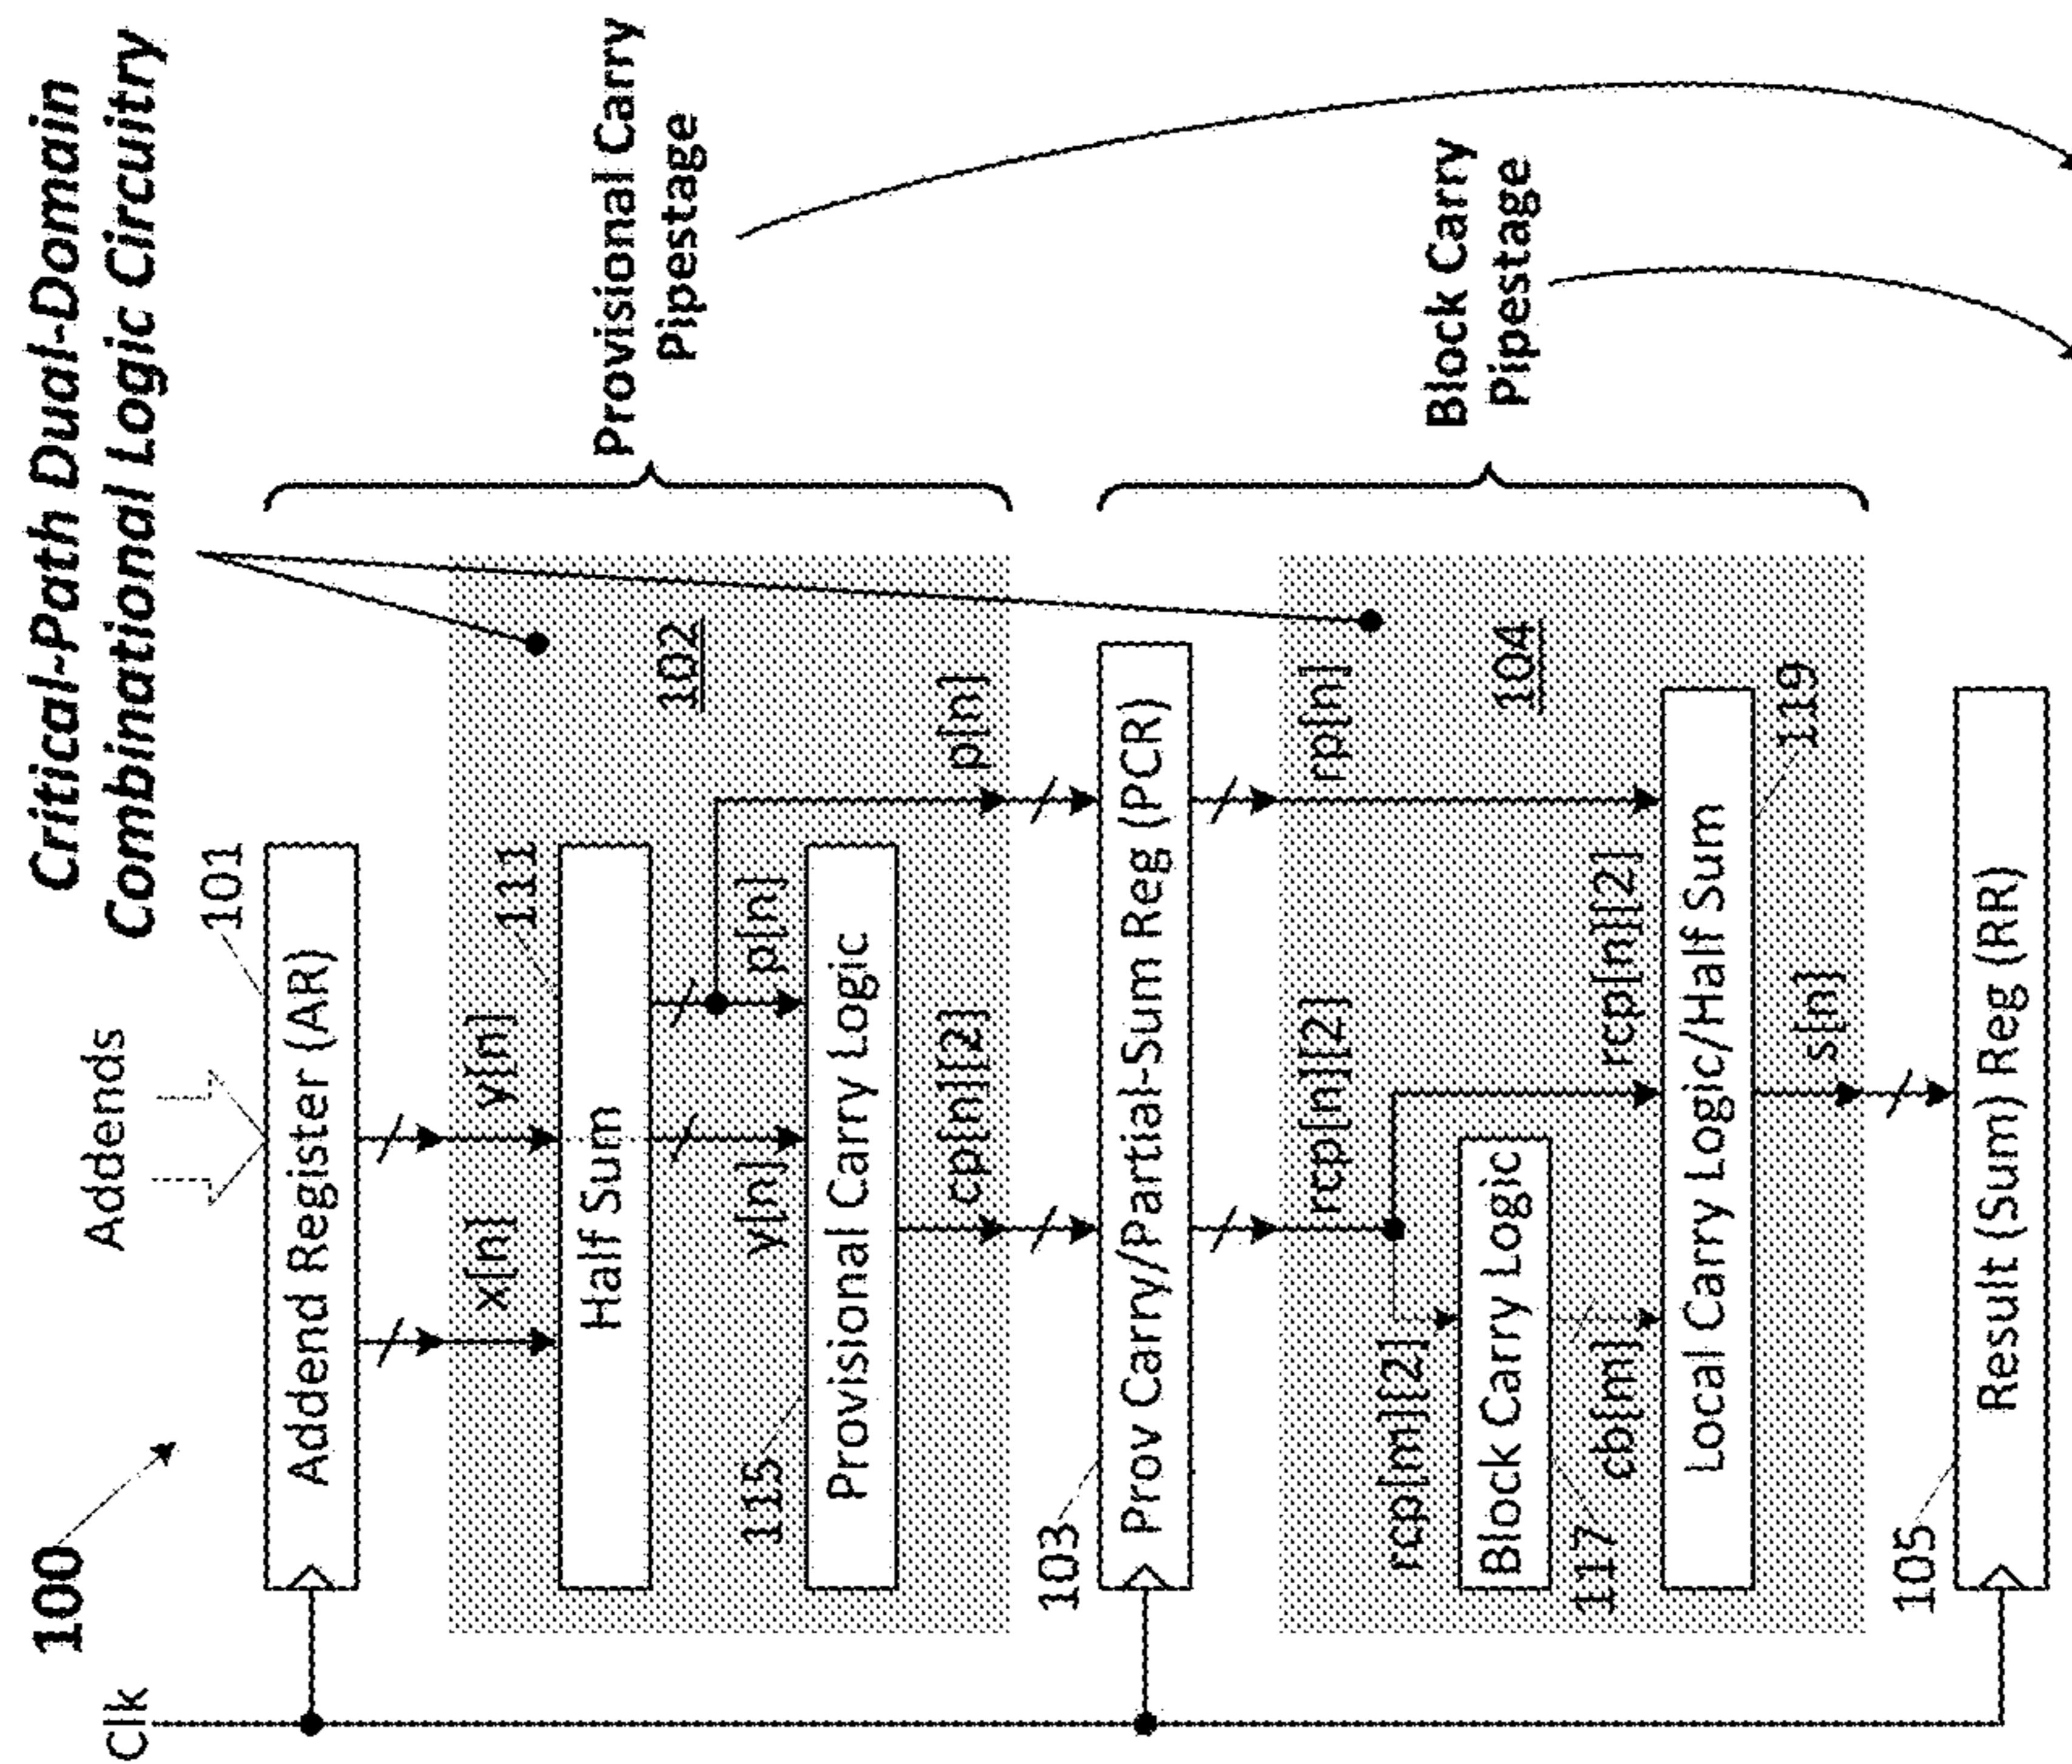 Critical-Path Dual-Domain
Combinational Logic Circuitry
100
Clk
Addends
101
Addend Register (AR)
x[n]
y[n]
111
Half Sum
102
y[n]
p[n]
115
Provisional Carry Logic
cp[n][2]
p[n]
Provisional Carry
Pipestage
103
Prov Carry/Partial-Sum Reg (PCR)
rcp[n][2]
rp[n]
rcp[m][2]
104
Block Carry Logic
117
cb[m]
rcp[n][2]
Local Carry Logic/Half Sum
119
s[n]
Block Carry
Pipestage
105
Result (Sum) Reg (RR)